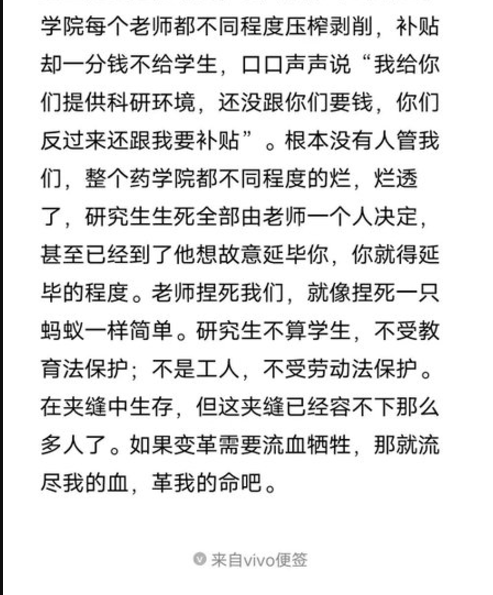 学院每个老师都不同程度压榨剥削，补贴
却一分钱不给学生，口口声声说“我给你
们提供科研环境，还没跟你们要钱，你们
反过来还跟我要补贴”。根本没有人管我
们，整个药学院都不同程度的烂，烂透
了，研究生生死全部由老师一个人决定，
甚至已经到了他想故意延毕你，你就得延
毕的程度。老师捏死我们，就像捏死一只
蚂蚁一样简单。研究生不算学生，不受教
育法保护；不是工人，不受劳动法保护。
在夹缝中生存，但这夹缝已经容不下那么
多人了。如果变革需要流血牺牲，那就流
尽我的血，革我的命吧。
来自vivo便签